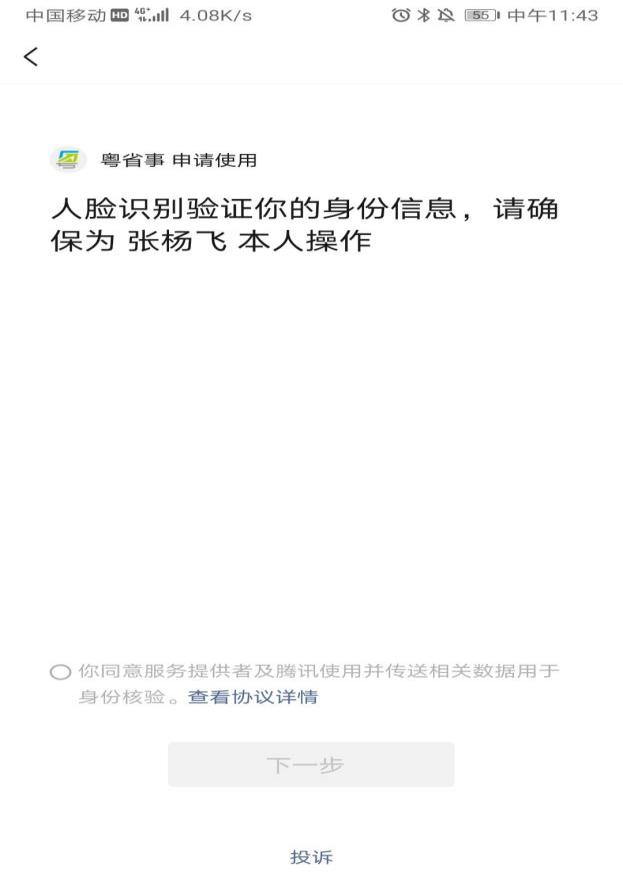 中国移动 HD 4G+ 4.08K/s 55 中午11:43
粤省事 申请使用
人脸识别验证你的身份信息，请确
保为 张杨飞 本人操作
你同意服务提供者及腾讯使用并传送相关数据用于
身份核验。查看协议详情
下一步
投诉